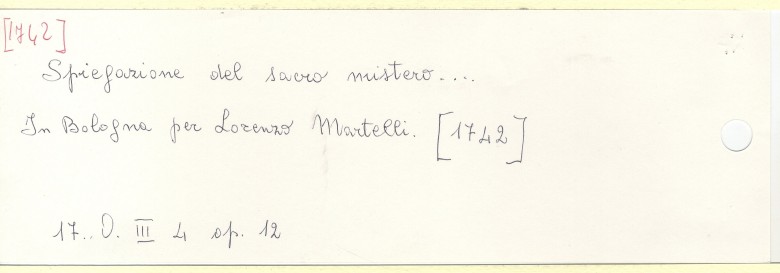 [1742]
Spiegazione del sacro mistero....
In Bologna per Lorenzo Martelli. [1742]
17.. O. III 4 op. 12